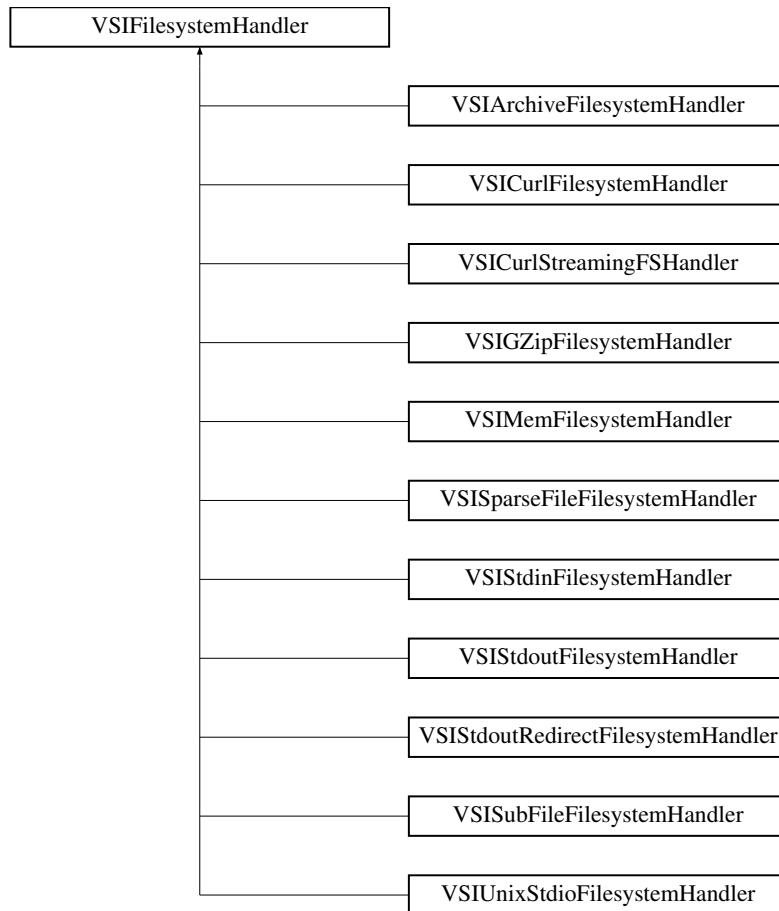 VSIFilesystemHandler
VSIArchiveFilesystemHandler
VSICurlFilesystemHandler
VSICurlStreamingFSHandler
VSIGZipFilesystemHandler
VSIMemFilesystemHandler
VSISparseFileFilesystemHandler
VSIStdinFilesystemHandler
VSIStdoutFilesystemHandler
VSIStdoutRedirectFilesystemHandler
VSISubFileFilesystemHandler
VSIUnixStdioFilesystemHandler